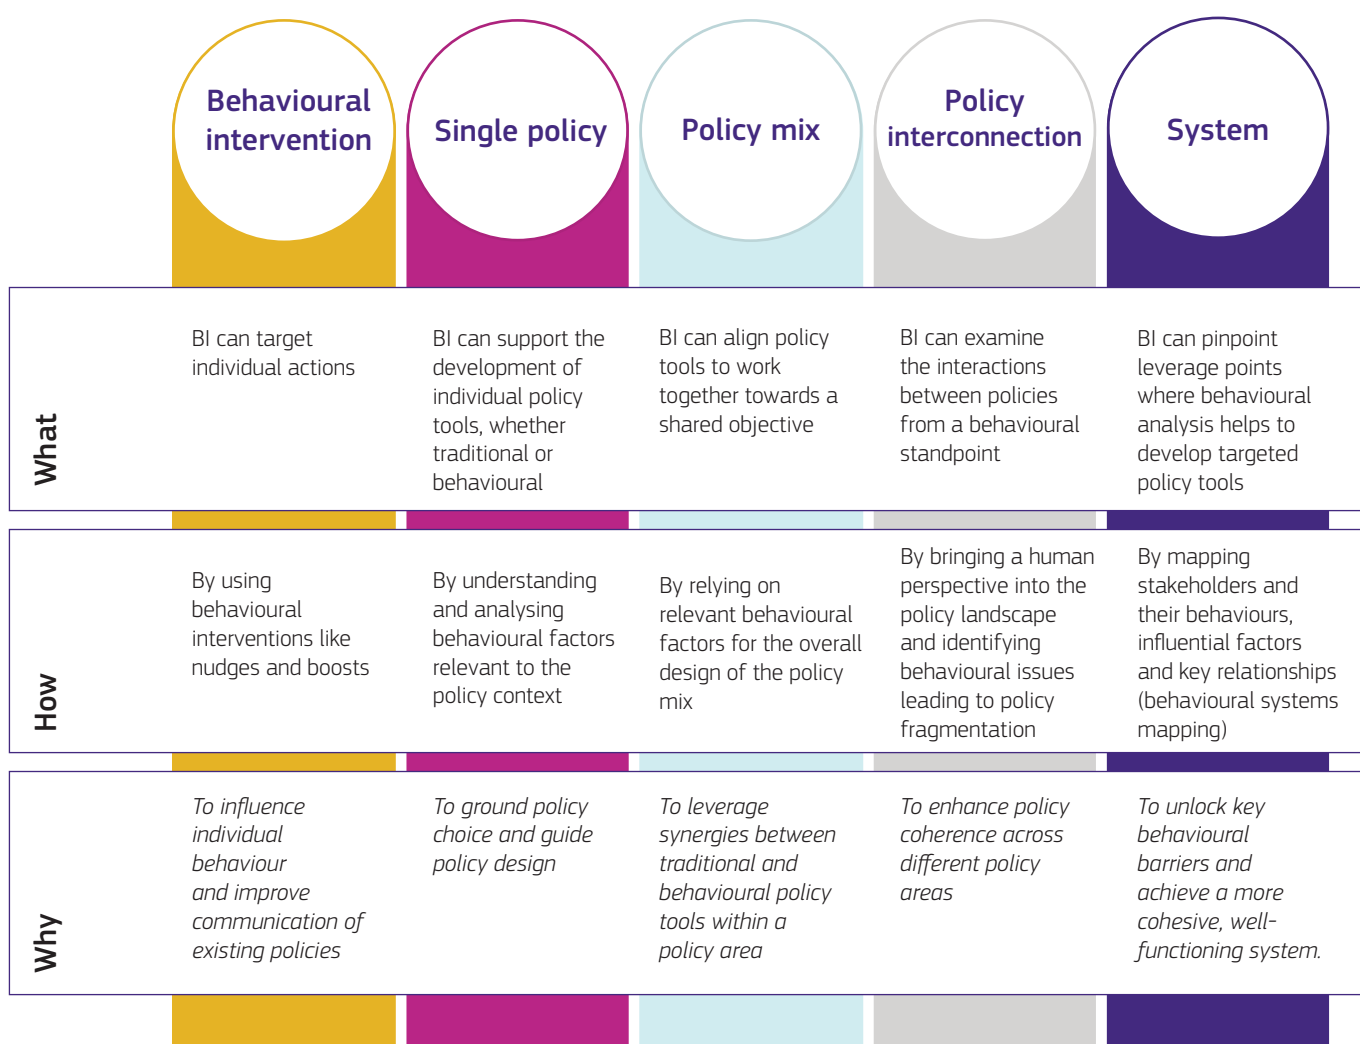 Behavioural
intervention
Single policy
Policy mix
Policy
interconnection
System
What
BI can target
individual actions
BI can support the
development of
individual policy
tools, whether
traditional or
behavioural
BI can align policy
tools to work
together towards a
shared objective
BI can examine
the interactions
between policies
from a behavioural
standpoint
BI can pinpoint
leverage points
where behavioural
analysis helps to
develop targeted
policy tools
How
By using
behavioural
interventions like
nudges and boosts
By understanding
and analysing
behavioural factors
relevant to the
policy context
By relying on
relevant behavioural
factors for the overall
design of the policy
mix
By bringing a human
perspective into the
policy landscape
and identifying
behavioural issues
leading to policy
fragmentation
By mapping
stakeholders and
their behaviours,
influential factors
and key relationships
(behavioural systems
mapping)
Why
To influence
individual
behaviour
and improve
communication of
existing policies
To ground policy
choice and guide
policy design
To leverage
synergies between
traditional and
behavioural policy
tools within a
policy area
To enhance policy
coherence across
different policy
areas
To unlock key
behavioural
barriers and
achieve a more
cohesive, well-
functioning system.